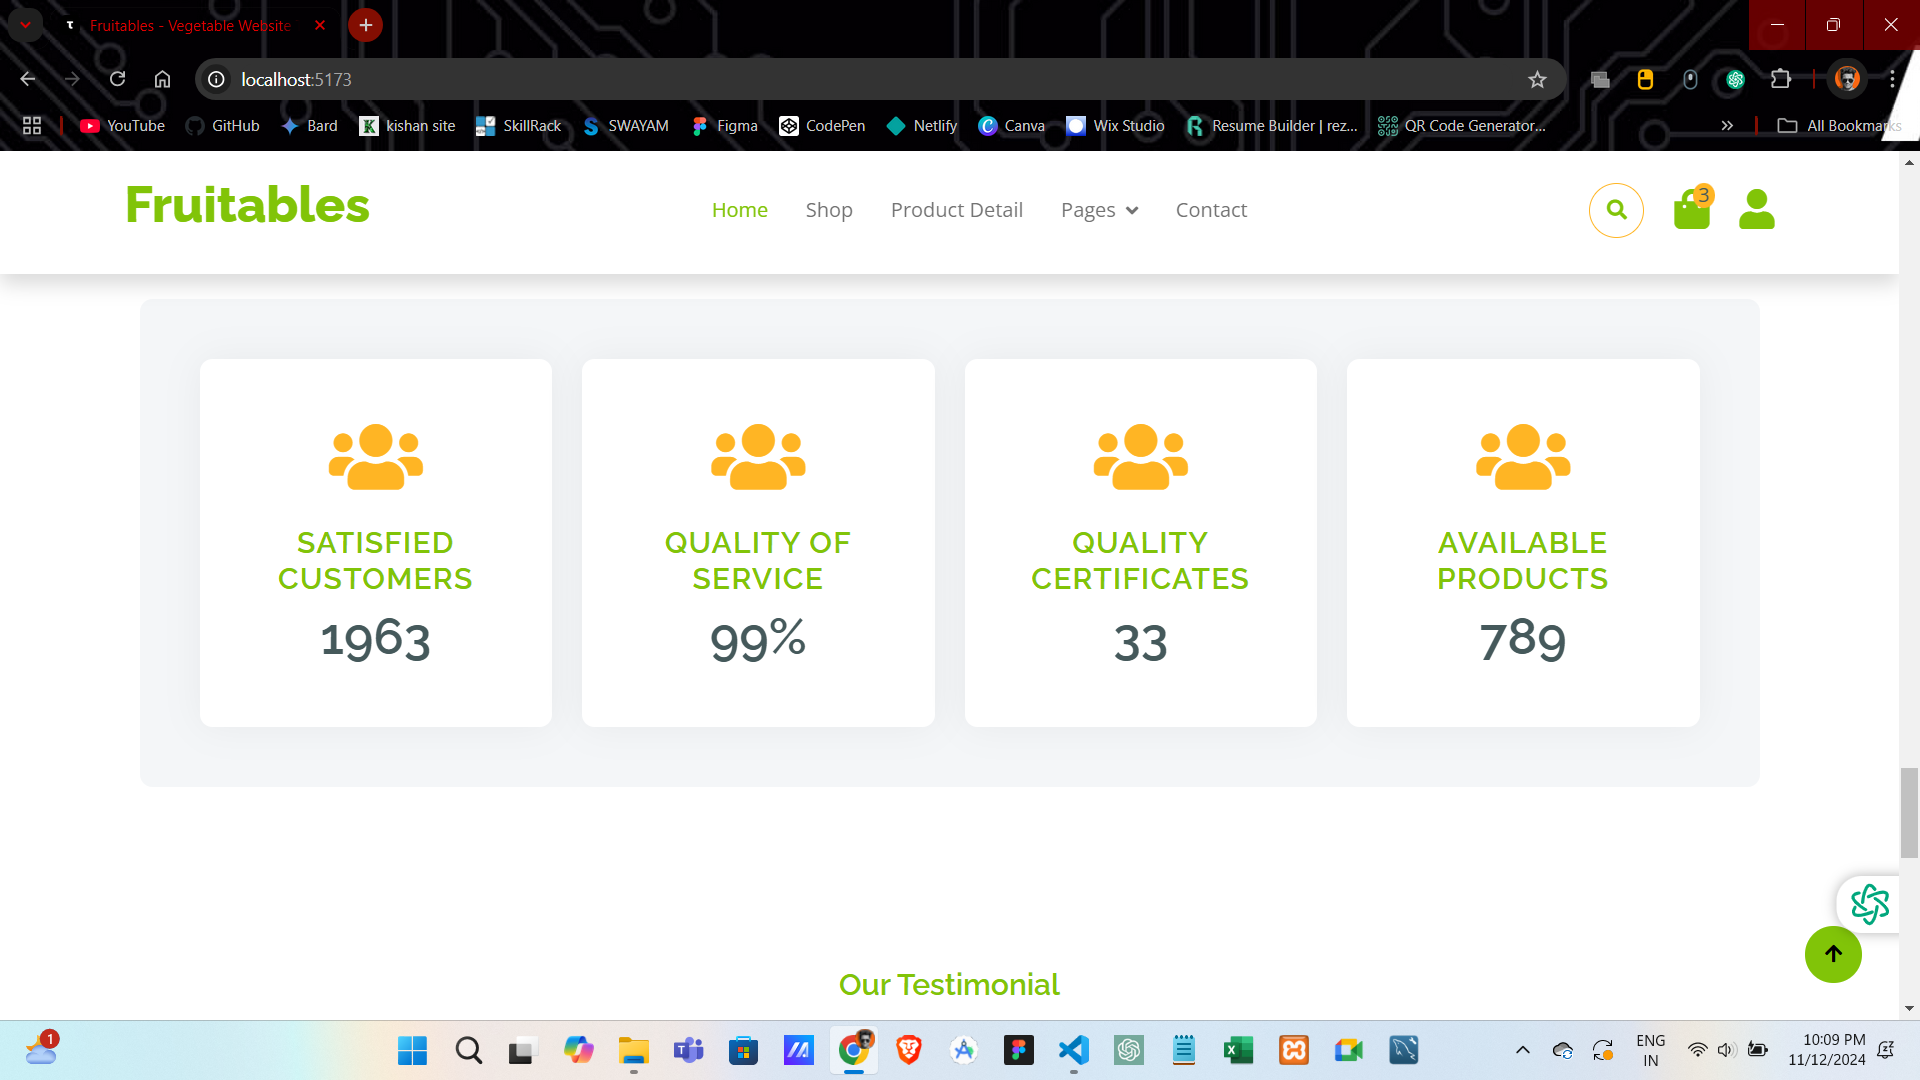 Fruitables - Vegetable Website
localhost:5173
YouTube GitHub Bard kishan site SkillRack SWAYAM Figma CodePen Netlify Canva Wix Studio Resume Builder | rez... QR Code Generator... » All Bookmarks
Fruitables Home Shop Product Detail Pages Contact 3
SATISFIED
CUSTOMERS
1963
QUALITY OF
SERVICE
99%
QUALITY
CERTIFICATES
33
AVAILABLE
PRODUCTS
789
Our Testimonial
1
ENG
IN
10:09 PM
11/12/2024